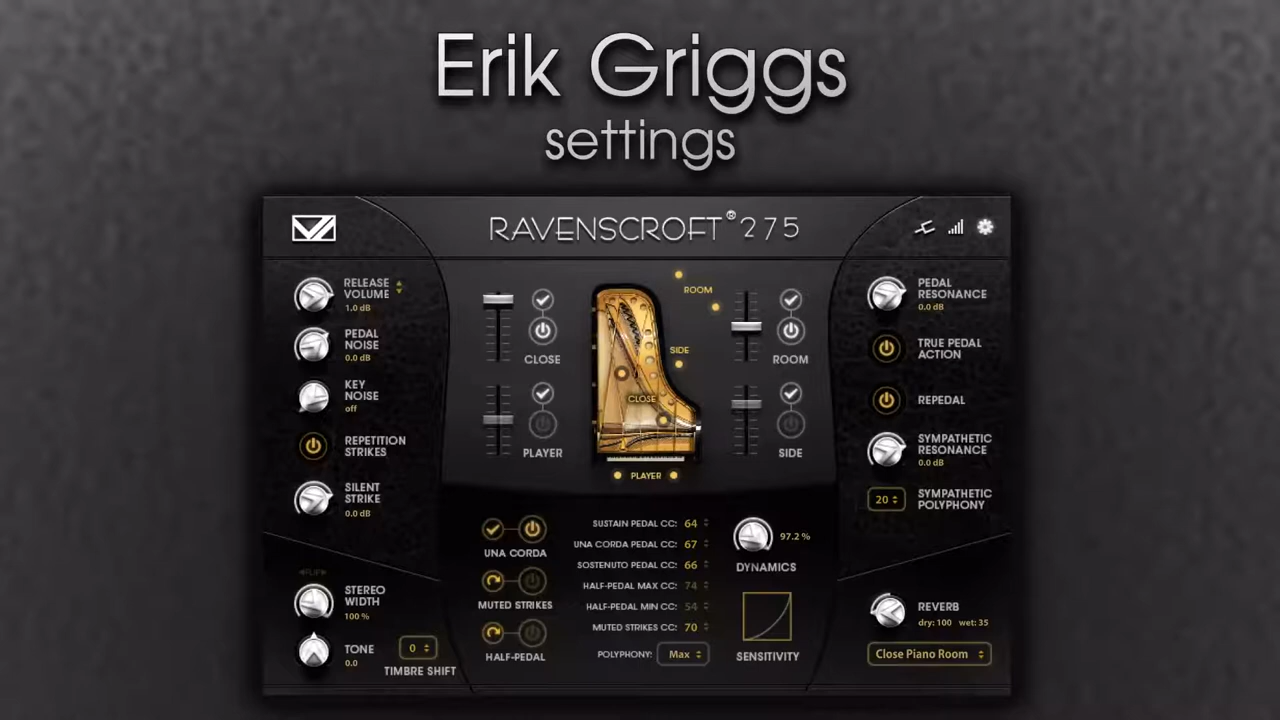 Erik Griggs
settings
RAVENSCROFT® 275
RELEASE
VOLUME
1.0 dB
PEDAL
NOISE
0.0 dB
KEY
NOISE
off
REPETITION
STRIKES
SILENT
STRIKE
0.0 dB
◄FLIP►
STEREO
WIDTH
100 %
TONE
0.0
0
TIMBRE SHIFT
CLOSE
PLAYER
ROOM
SIDE
CLOSE
PLAYER
ROOM
SIDE
UNA CORDA
MUTED STRIKES
HALF-PEDAL
SUSTAIN PEDAL CC: 64
UNA CORDA PEDAL CC: 67
SOSTENUTO PEDAL CC: 66
HALF-PEDAL MAX CC: 74
HALF-PEDAL MIN CC: 54
MUTED STRIKES CC: 70
POLYPHONY: Max
97.2 %
DYNAMICS
SENSITIVITY
PEDAL
RESONANCE
0.0 dB
TRUE PEDAL
ACTION
REPEDAL
SYMPATHETIC
RESONANCE
0.0 dB
20
SYMPATHETIC
POLYPHONY
REVERB
dry: 100 wet: 35
Close Piano Room